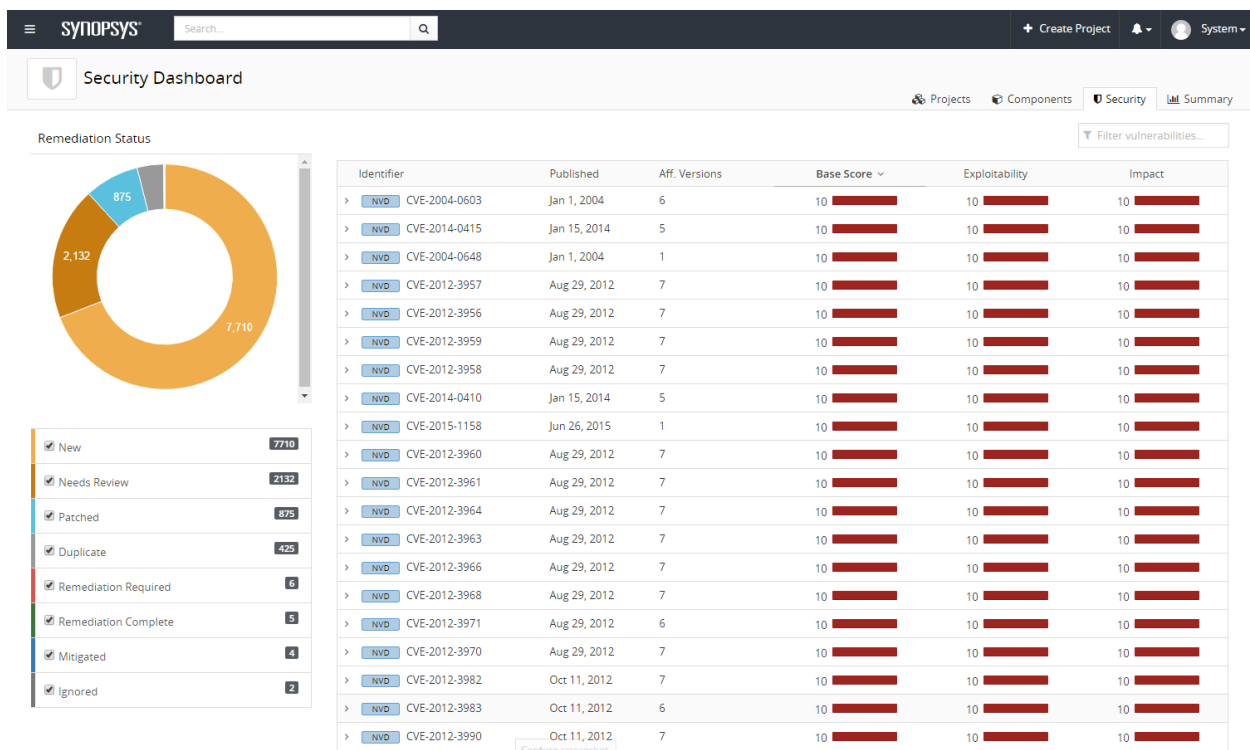 SYNOPSYS® Search... Create Project System
Security Dashboard
Projects Components Security Summary
Remediation Status
Filter vulnerabilities...
875
2,132
7,710
New 7710
Needs Review 2132
Patched 875
Duplicate 425
Remediation Required 6
Remediation Complete 5
Mitigated 4
Ignored 2
Identifier Published Aff. Versions Base Score Exploitability Impact
NVD CVE-2004-0603 Jan 1, 2004 6 10 10 10
NVD CVE-2014-0415 Jan 15, 2014 5 10 10 10
NVD CVE-2004-0648 Jan 1, 2004 1 10 10 10
NVD CVE-2012-3957 Aug 29, 2012 7 10 10 10
NVD CVE-2012-3956 Aug 29, 2012 7 10 10 10
NVD CVE-2012-3959 Aug 29, 2012 7 10 10 10
NVD CVE-2012-3958 Aug 29, 2012 7 10 10 10
NVD CVE-2014-0410 Jan 15, 2014 5 10 10 10
NVD CVE-2015-1158 Jun 26, 2015 1 10 10 10
NVD CVE-2012-3960 Aug 29, 2012 7 10 10 10
NVD CVE-2012-3961 Aug 29, 2012 7 10 10 10
NVD CVE-2012-3964 Aug 29, 2012 7 10 10 10
NVD CVE-2012-3963 Aug 29, 2012 7 10 10 10
NVD CVE-2012-3966 Aug 29, 2012 7 10 10 10
NVD CVE-2012-3968 Aug 29, 2012 7 10 10 10
NVD CVE-2012-3971 Aug 29, 2012 6 10 10 10
NVD CVE-2012-3970 Aug 29, 2012 7 10 10 10
NVD CVE-2012-3982 Oct 11, 2012 7 10 10 10
NVD CVE-2012-3983 Oct 11, 2012 6 10 10 10
NVD CVE-2012-3990 Oct 11, 2012 7 10 10 10